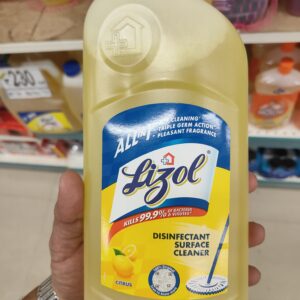 230
ALL in 1
CLEANING
TRIPLE GERM ACTION
PLEASANT FRAGRANCE
Lizol
KILLS 99.9% OF BACTERIA
& VIRUSES
DISINFECTANT
SURFACE
CLEANER
CITRUS